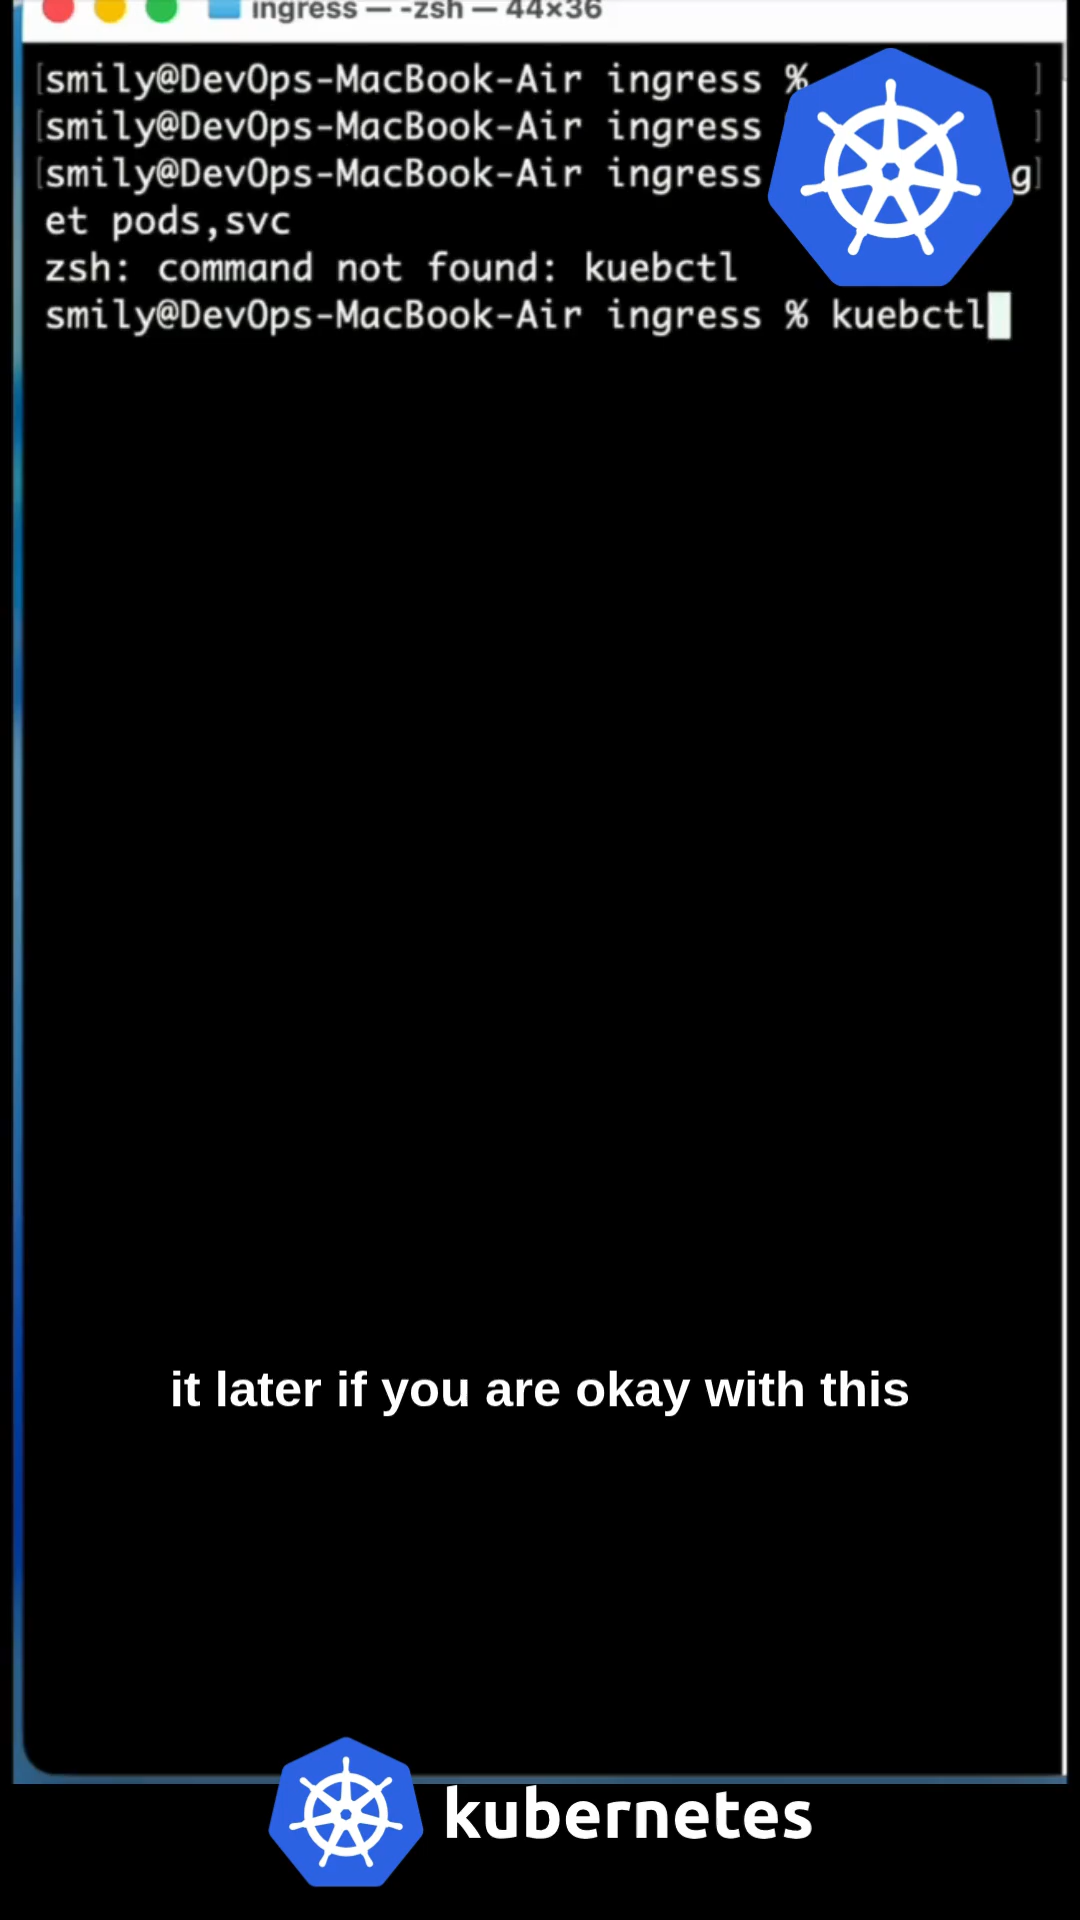 ingress — -zsh — 44×36
[smily@DevOps-MacBook-Air ingress % ]
[smily@DevOps-MacBook-Air ingress ]
[smily@DevOps-MacBook-Air ingress g]
et pods,svc
zsh: command not found: kuebctl
smily@DevOps-MacBook-Air ingress % kuebctl
it later if you are okay with this
kubernetes